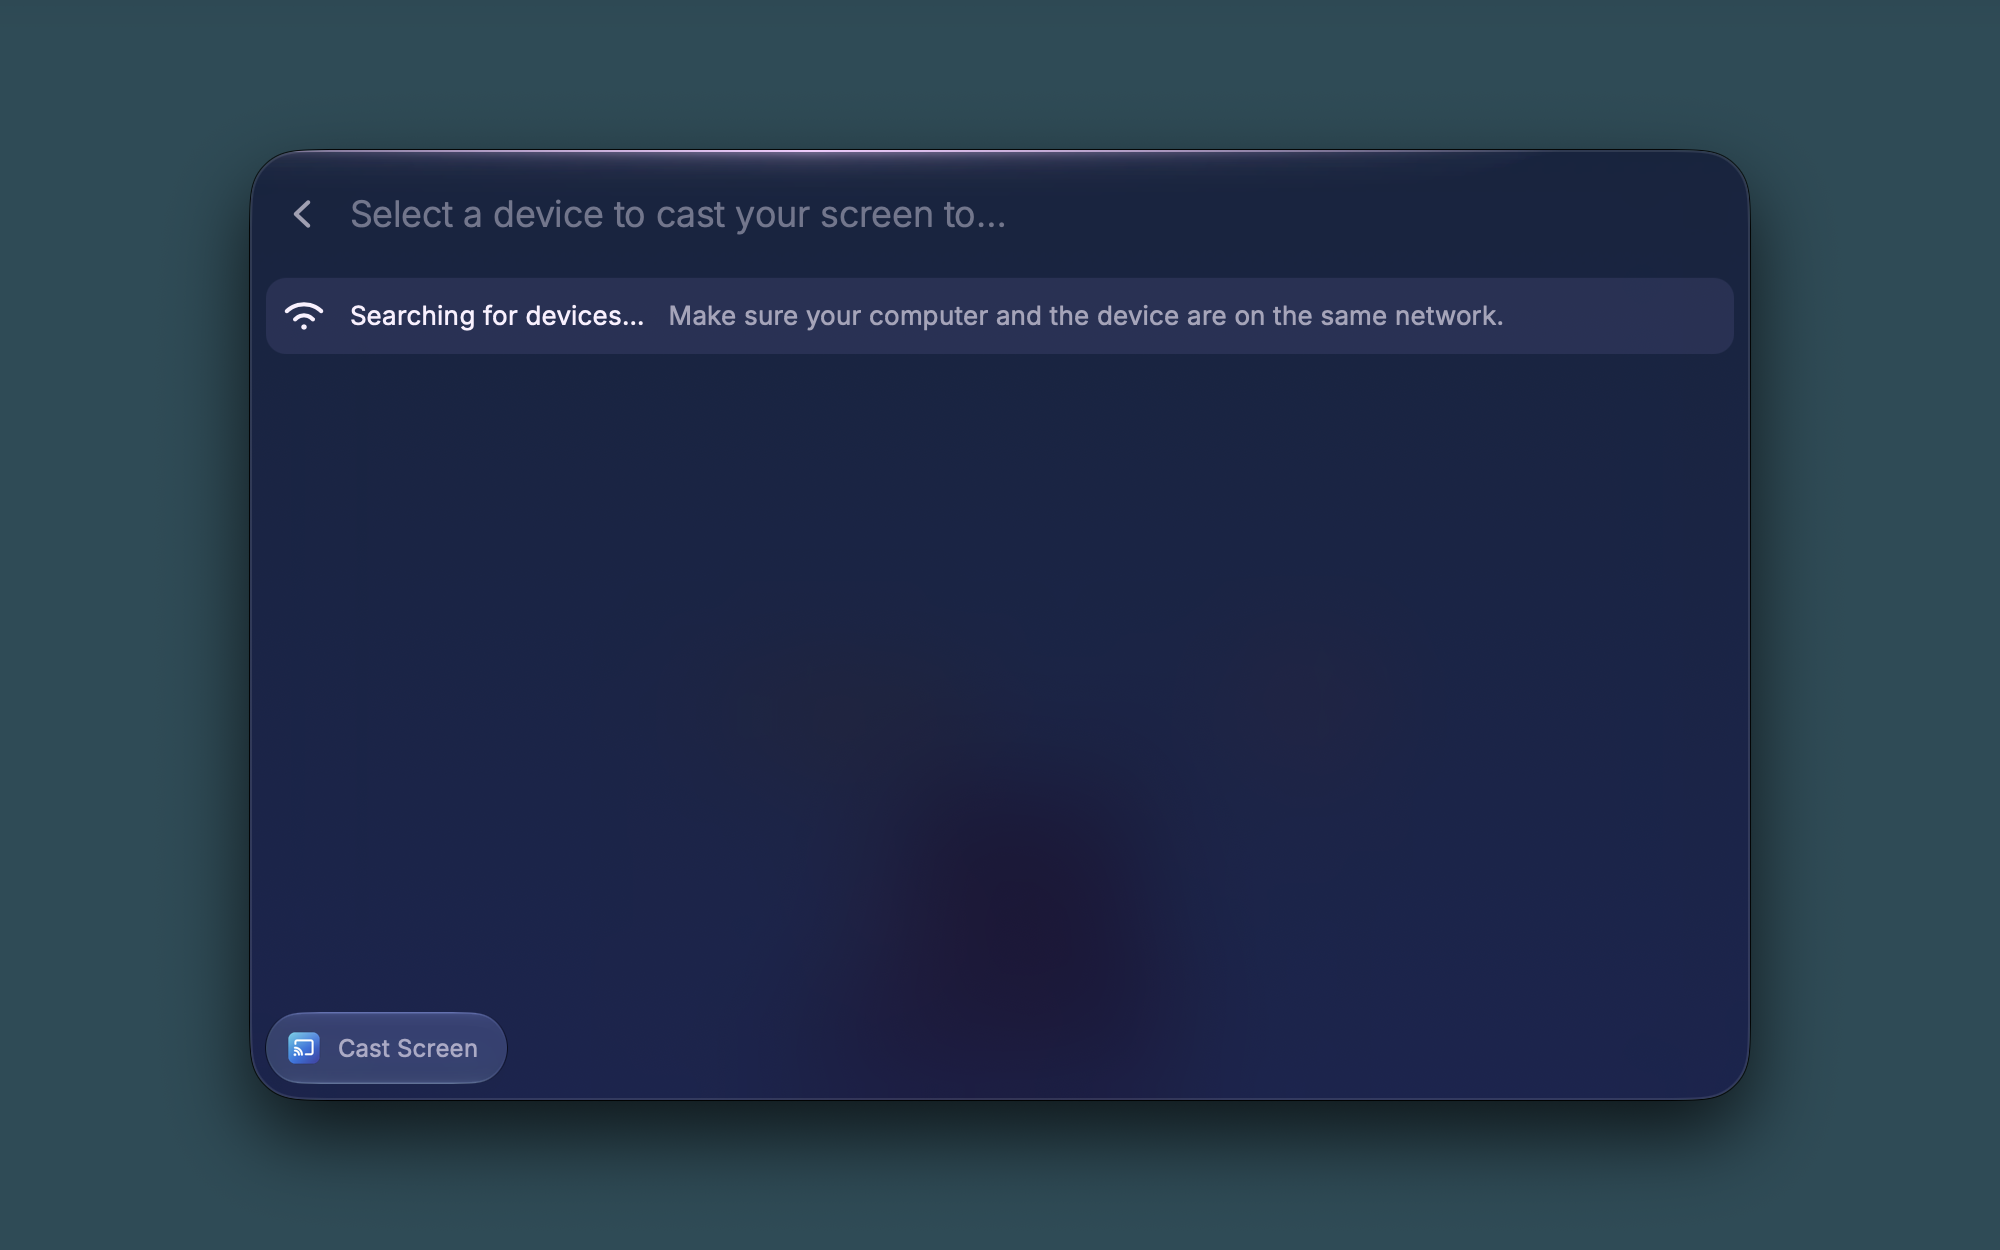 Select a device to cast your screen to...
Searching for devices... Make sure your computer and the device are on the same network.
Cast Screen